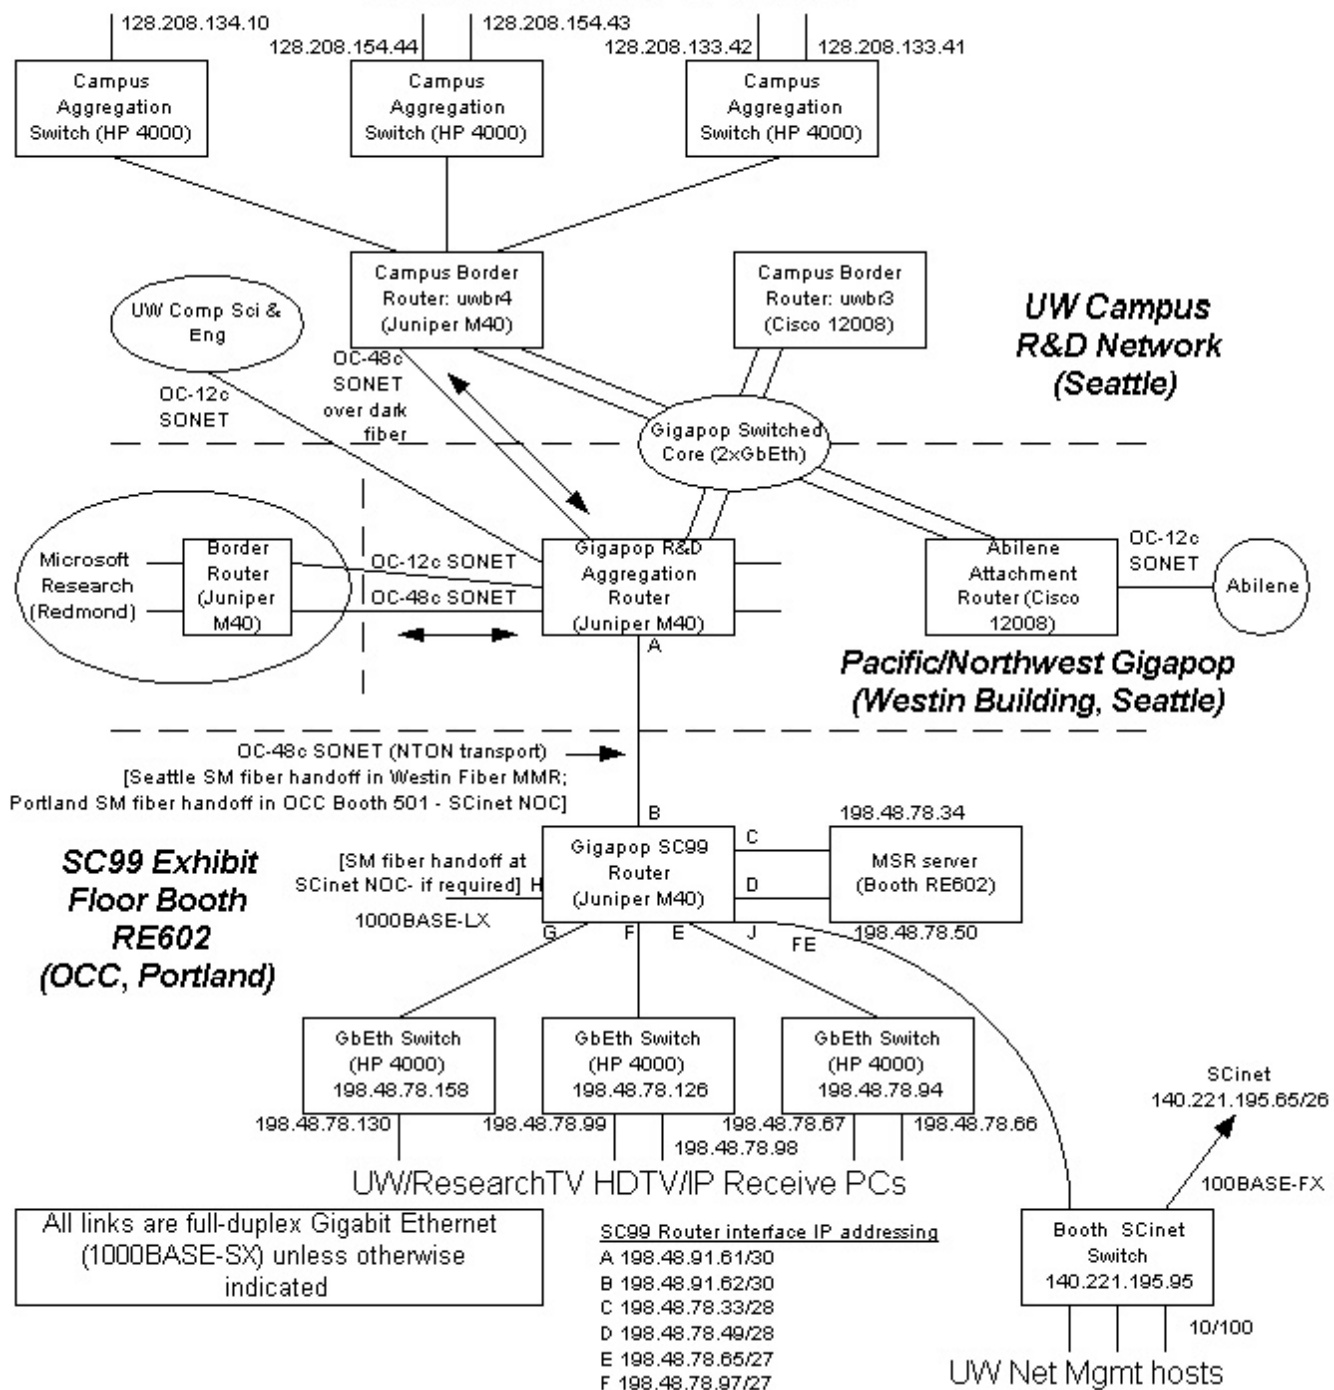 128.208.134.10
128.208.154.44
128.208.154.43
128.208.133.42
128.208.133.41
Campus
Aggregation
Switch (HP 4000)
Campus
Aggregation
Switch (HP 4000)
Campus
Aggregation
Switch (HP 4000)
Campus Border
Router: uwbr4
(Juniper M40)
Campus Border
Router: uwbr3
(Cisco 12008)
UW Comp Sci &
Eng
UW Campus
R&D Network
(Seattle)
OC-48c
SONET
over dark
fiber
OC-12c
SONET
Gigapop Switched
Core (2xGbEth)
Microsoft
Research
(Redmond)
Border
Router
(Juniper
M40)
OC-12c SONET
OC-48c SONET
Gigapop R&D
Aggregation
Router
(Juniper M40)
A
Abilene
Attachment
Router (Cisco
12008)
OC-12c
SONET
Abilene
Pacific/Northwest Gigapop
(Westin Building, Seattle)
OC-48c SONET (NTON transport)
[Seattle SM fiber handoff in Westin Fiber MMR;
Portland SM fiber handoff in OCC Booth 501 - SCinet NOC]
B
SC99 Exhibit
Floor Booth
RE602
(OCC, Portland)
[SM fiber handoff at
SCinet NOC- if required] H
1000BASE-LX
Gigapop SC99
Router
(Juniper M40)
C
D
198.48.78.34
MSR server
(Booth RE602)
198.48.78.50
G
F
E
J
FE
GbEth Switch
(HP 4000)
198.48.78.158
GbEth Switch
(HP 4000)
198.48.78.126
GbEth Switch
(HP 4000)
198.48.78.94
198.48.78.130
198.48.78.99
198.48.78.98
198.48.78.67
198.48.78.66
UW/ResearchTV HDTV/IP Receive PCs
SCinet
140.221.195.65/26
100BASE-FX
Booth SCinet
Switch
140.221.195.95
10/100
UW Net Mgmt hosts
All links are full-duplex Gigabit Ethernet
(1000BASE-SX) unless otherwise
indicated
SC99 Router interface IP addressing
A 198.48.91.61/30
B 198.48.91.62/30
C 198.48.78.33/28
D 198.48.78.49/28
E 198.48.78.65/27
F 198.48.78.97/27